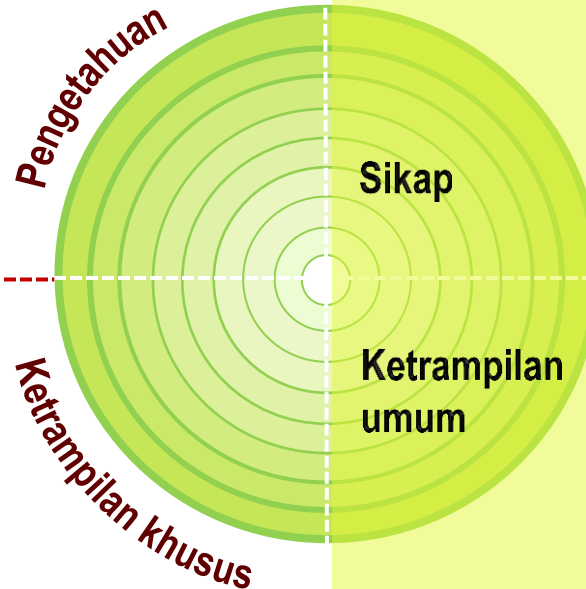 Pengetahuan
Sikap
Ketrampilan
umum
Ketrampilan khusus